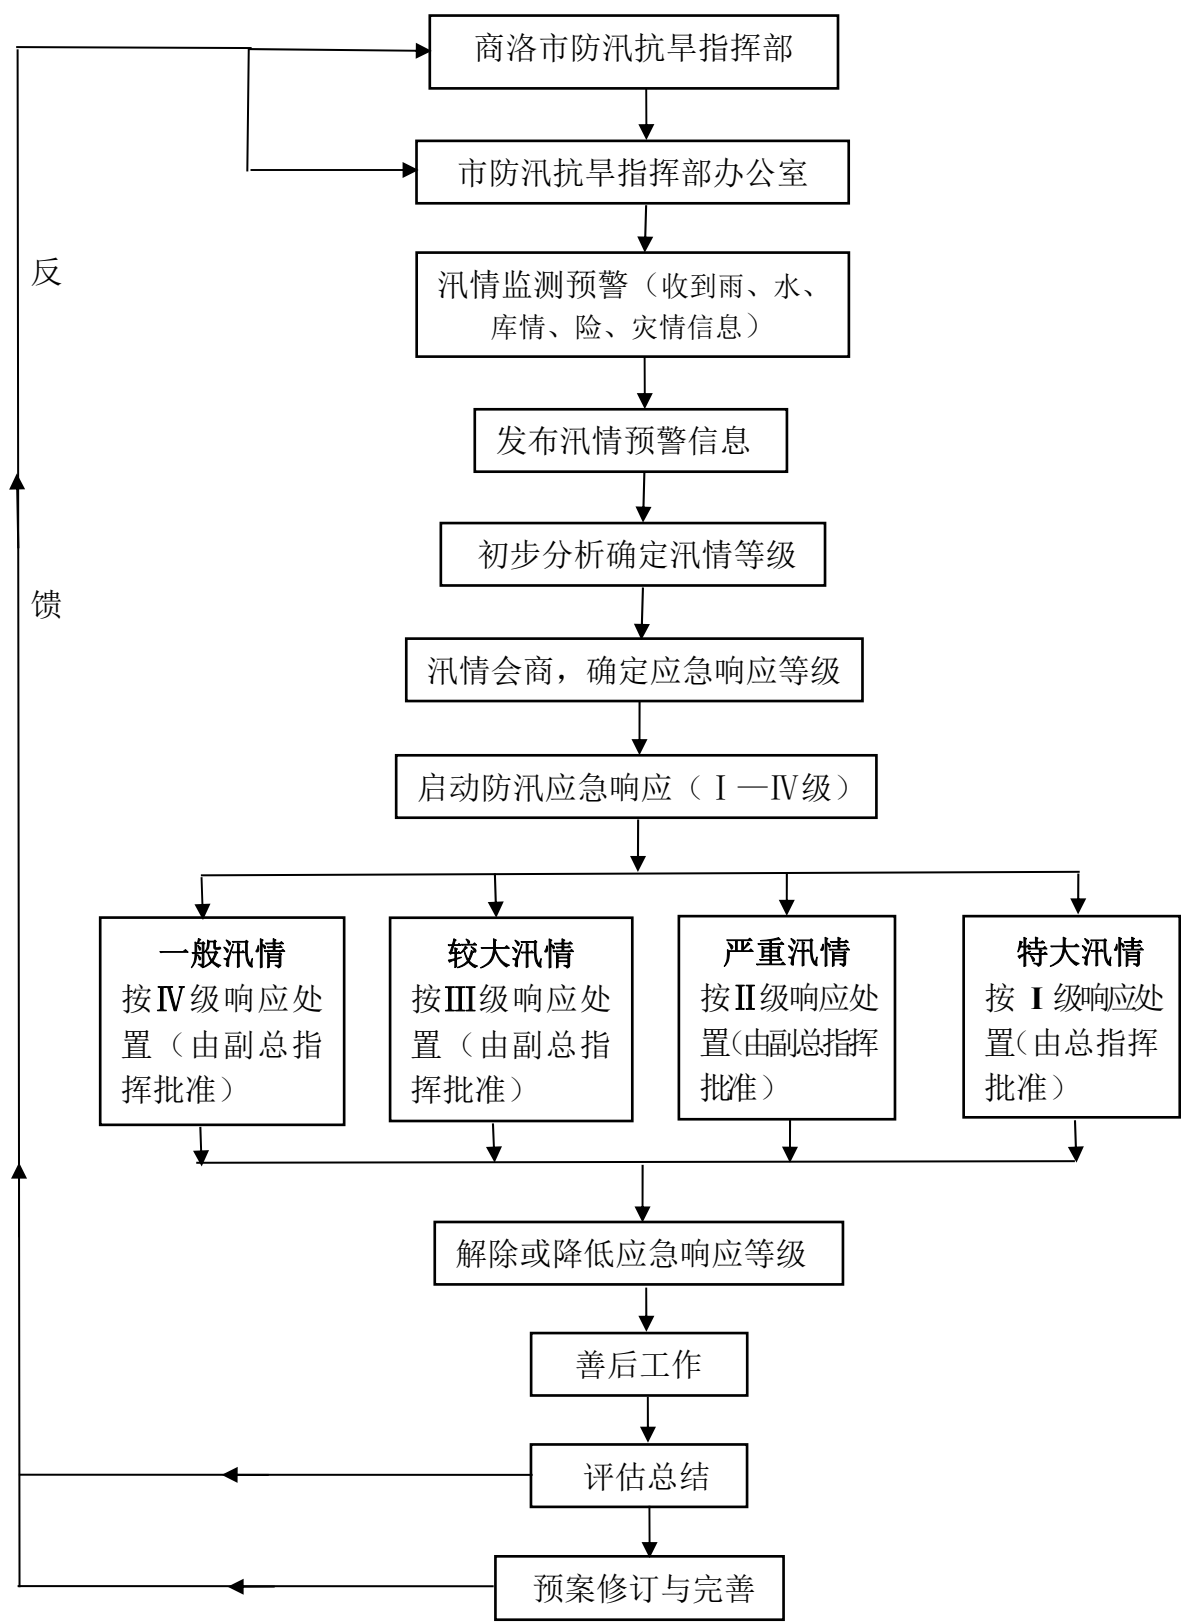 商洛市防汛抗旱指挥部
市防汛抗旱指挥部办公室
反
汛情监测预警（收到雨、水、
库情、险、灾情信息）
发布汛情预警信息
初步分析确定汛情等级
馈
汛情会商，确定应急响应等级
启动防汛应急响应（Ⅰ—Ⅳ级）
一般汛情
按Ⅳ级响应处
置（由副总指
挥批准）
较大汛情
按Ⅲ级响应处
置（由副总指
挥批准）
严重汛情
按Ⅱ级响应处
置（由副总指挥
批准）
特大汛情
按Ⅰ级响应处
置（由总指挥
批准）
解除或降低应急响应等级
善后工作
评估总结
预案修订与完善